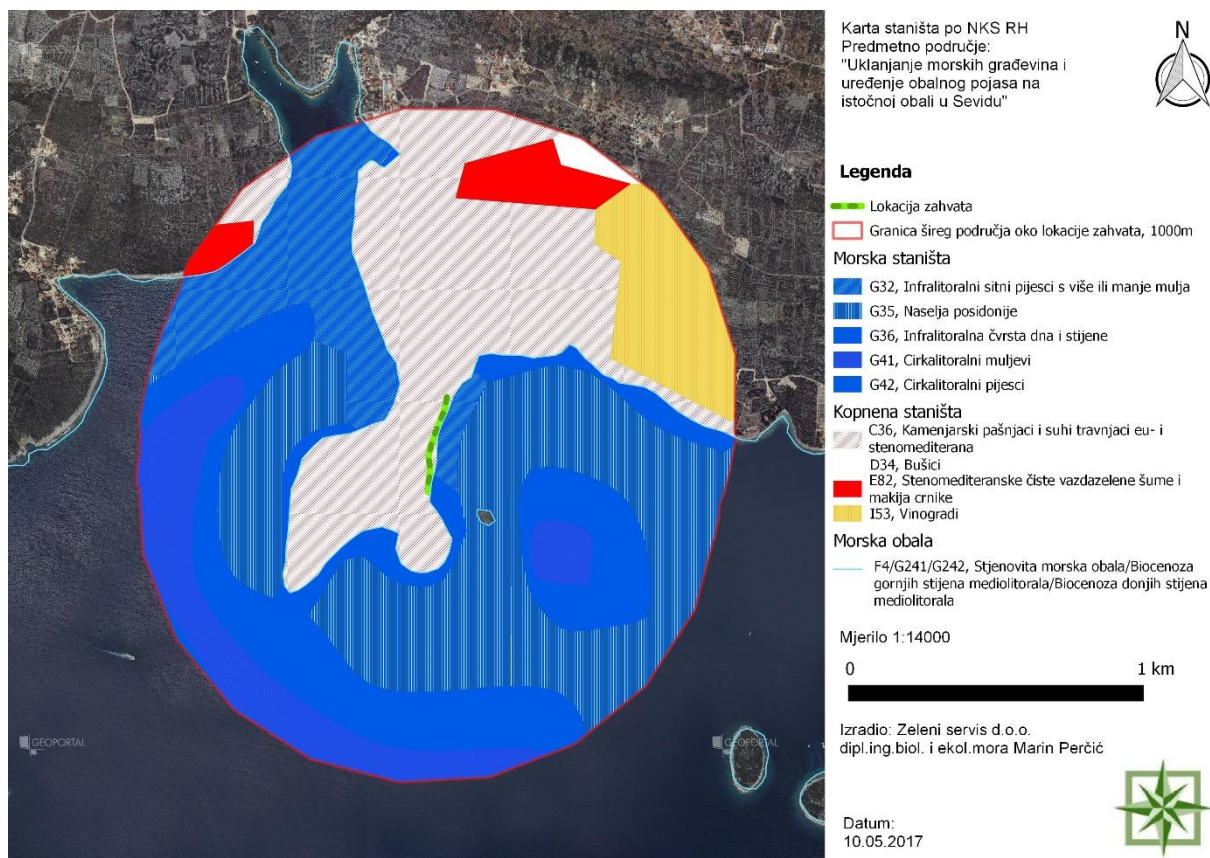 GEOPORTAL
GEOPORTAL
GEOPORTAL
GEOPORTAL
Karta staništa po NKS RH
Predmetno područje:
"Uklanjanje morskih građevina i
uređenje obalnog pojasa na
istočnoj obali u Sevidu"
N
Legenda
Lokacija zahvata
Granica šireg područja oko lokacije zahvata, 1000m
Morska staništa
G32, Infralitoralni sitni pijesci s više ili manje mulja
G35, Naselja posidonije
G36, Infralitoralna čvrsta dna i stijene
G41, Cirkalitoralni muljevi
G42, Cirkalitoralni pijesci
Kopnena staništa
C36, Kamenjarski pašnjaci i suhi travnjaci eu- i
stenomediterana
D34, Bušici
E82, Stenomediteranske čiste vazdazelene šume i
makija crnike
I53, Vinogradi
Morska obala
F4/G241/G242, Stjenovita morska obala/Biocenoza
gornjih stijena mediolitorala/Biocenoza donjih stijena
mediolitorala
Mjerilo 1:14000
0 1 km
Izradio: Zeleni servis d.o.o.
dipl.ing.biol. i ekol.mora Marin Perčić
Datum:
10.05.2017